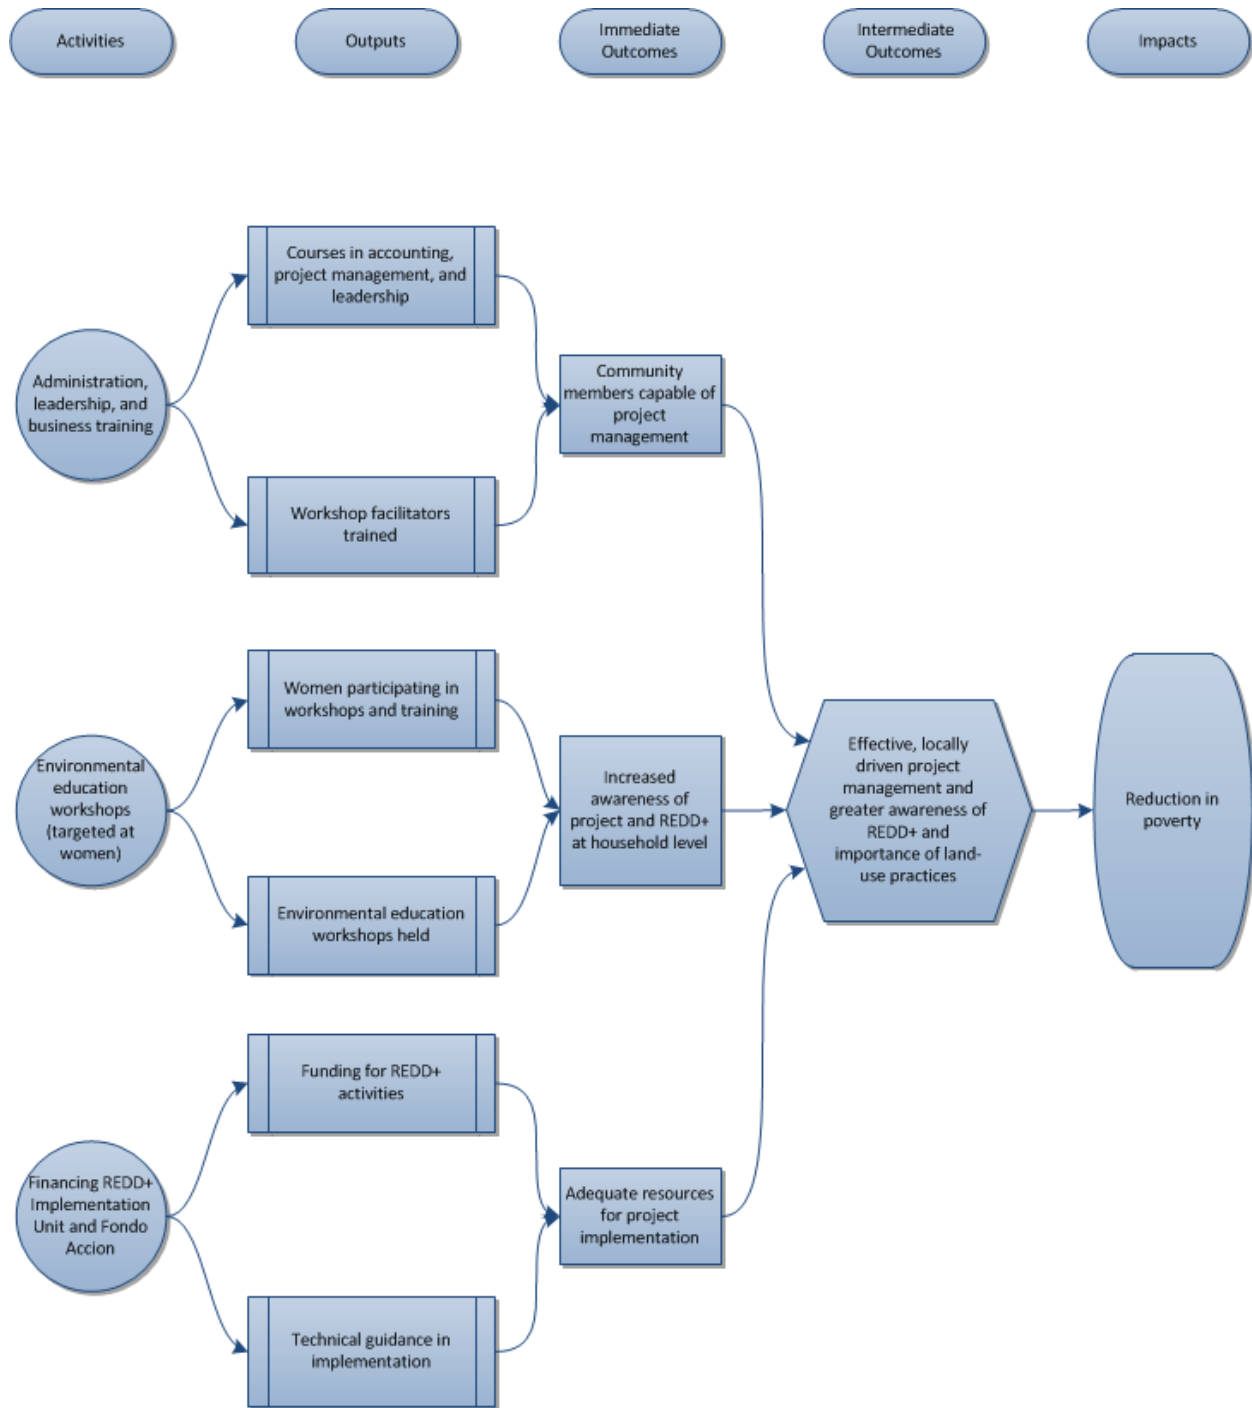 Activities
Outputs
Immediate
Outcomes
Intermediate
Outcomes
Impacts
Courses in accounting,
project management, and
leadership
Administration,
leadership, and
business training
Community
members capable of
project
management
Workshop facilitators
trained
Women participating in
workshops and training
Environmental
education
workshops
(targeted at
women)
Increased
awareness of
project and REDD+
at household level
Effective, locally
driven project
management and
greater awareness of
REDD+ and
importance of land-
use practices
Reduction in
poverty
Environmental education
workshops held
Funding for REDD+
activities
Financing REDD+
Implementation
Unit and Fondo
Accion
Adequate resources
for project
implementation
Technical guidance in
implementation